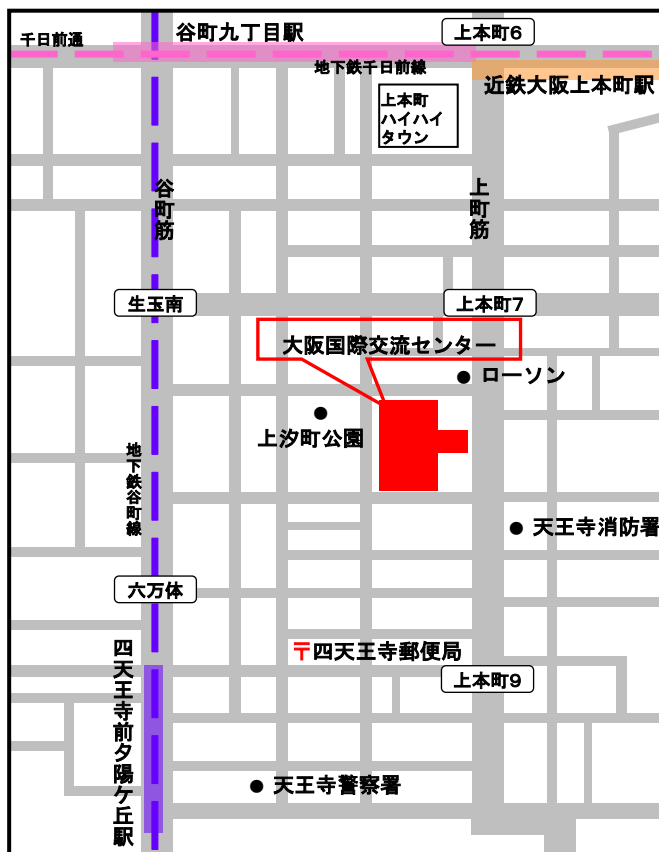 谷町九丁目駅
上本町6
千日前通
地下鉄千日前線
近鉄大阪上本町駅
上本町
ハイハイ
タウン
谷町筋
上町筋
生玉南
上本町7
大阪国際交流センター
ローソン
上汐町公園
地下鉄谷町線
天王寺消防署
六万体
〒四天王寺郵便局
四天王寺前夕陽ケ丘駅
上本町9
天王寺警察署